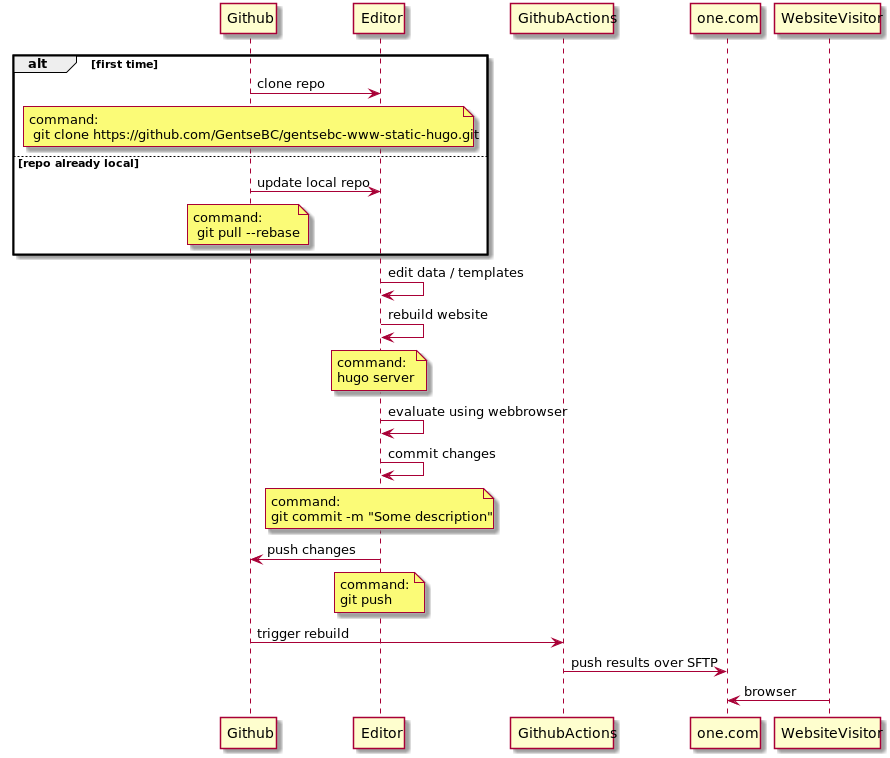 Github Editor GithubActions one.com WebsiteVisitor
alt [first time]
clone repo
command:
git clone https://github.com/GentseBC/gentsebc-www-static-hugo.git
[repo already local]
update local repo
command:
git pull --rebase
edit data / templates
rebuild website
command:
hugo server
evaluate using webbrowser
commit changes
command:
git commit -m "Some description"
push changes
command:
git push
trigger rebuild
push results over SFTP
browser
Github Editor GithubActions one.com WebsiteVisitor